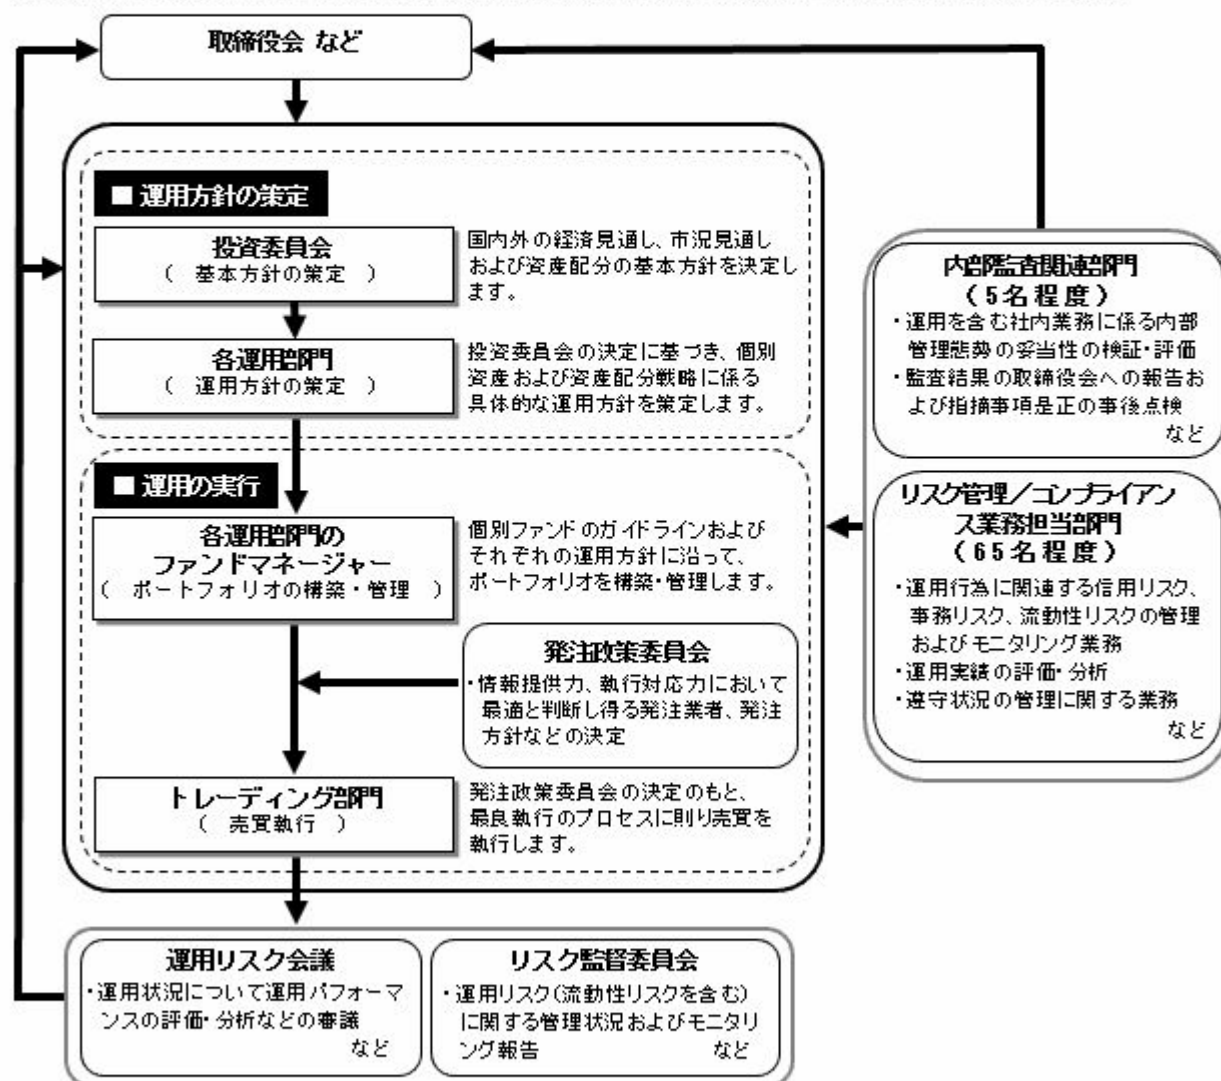 取締役会 など
■ 運用方針の策定
投資委員会
( 基本方針の策定 )
国内外の経済見通し、市況見通し
および資産配分の基本方針を決定し
ます。
各運用部門
( 運用方針の策定 )
投資委員会の決定に基づき、個別
資産および資産配分戦略に係る
具体的な運用方針を策定します。
■ 運用の実行
各運用部門の
ファンドマネージャー
( ポートフォリオの構築・管理 )
個別ファンドのガイドラインおよび
それぞれの運用方針に沿って、
ポートフォリオを構築・管理します。
発注政策委員会
・情報提供力、執行対応力において
最適と判断し得る発注業者、発注
方針などの決定
トレーディング部門
( 売買執行 )
発注政策委員会の決定のもと、
最良執行のプロセスに則り売買を
執行します。
内部監査関連部門
(5名程度)
・運用を含む社内業務に係る内部
管理態勢の妥当性の検証・評価
・監査結果の取締役会への報告お
よび指摘事項是正の事後点検
など
リスク管理/コンプライアン
ス業務担当部門
(65名程度)
・運用行為に関連する信用リスク、
事務リスク、流動性リスクの管理
およびモニタリング業務
・運用実績の評価・分析
・遵守状況の管理に関する業務
など
運用リスク会議
・運用状況について運用パフォーマ
ンスの評価・分析などの審議
など
リスク監督委員会
・運用リスク(流動性リスクを含む)
に関する管理状況およびモニタリ
ング報告 など